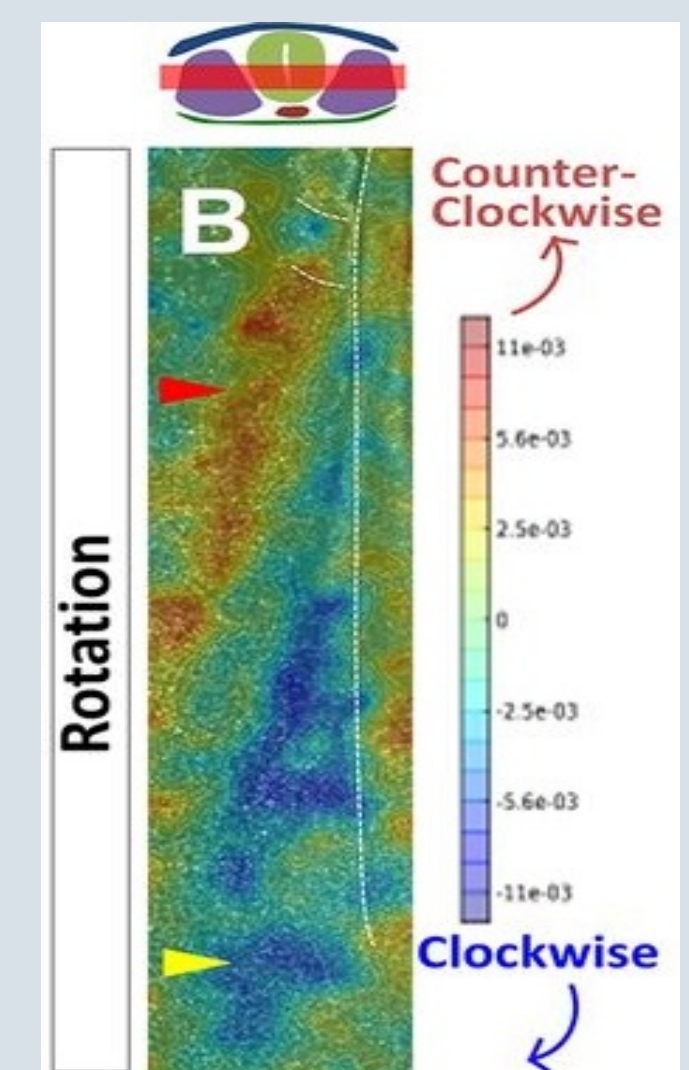 B
Counter-
Clockwise
11e-03
5.6e-03
2.5e-03
0
-2.5e-03
-5.6e-03
-11e-03
Clockwise
Rotation